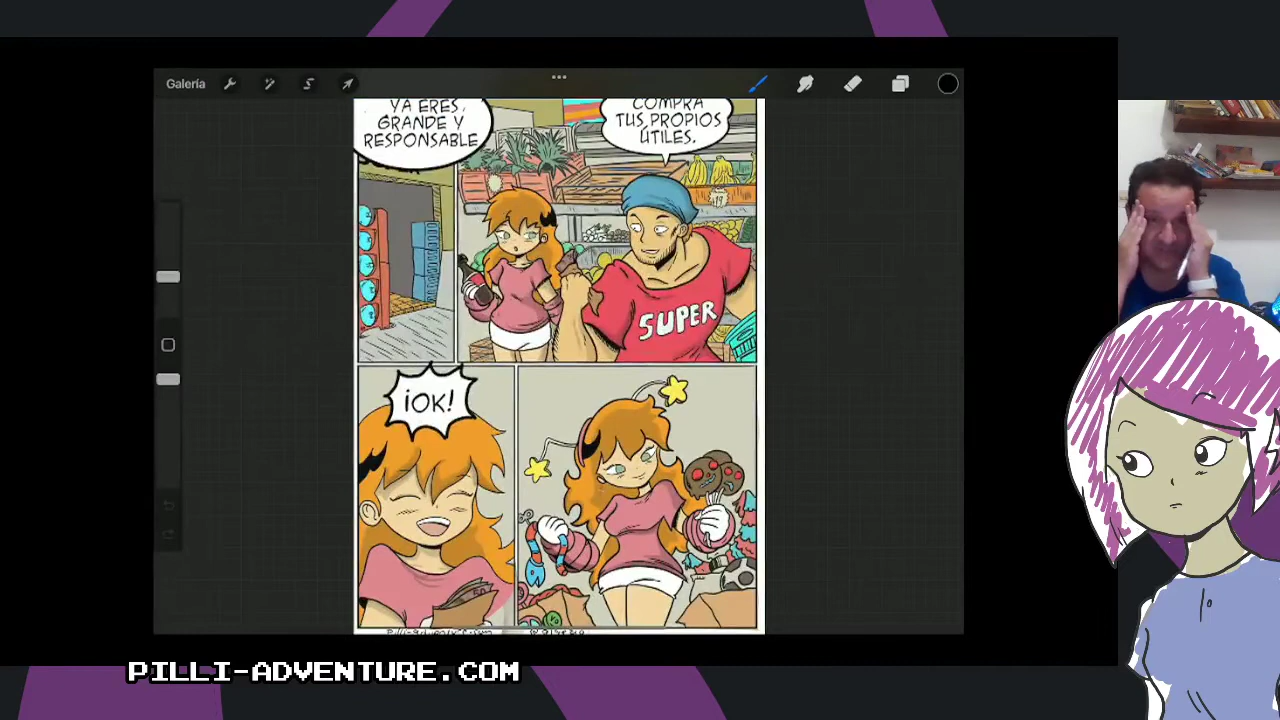 Galería
YA ERES
GRANDE Y
RESPONSABLE
COMPRA
TUS PROPIOS
ÚTILES.
SUPER
¡OK!
PILLI-ADVENTURE.COM